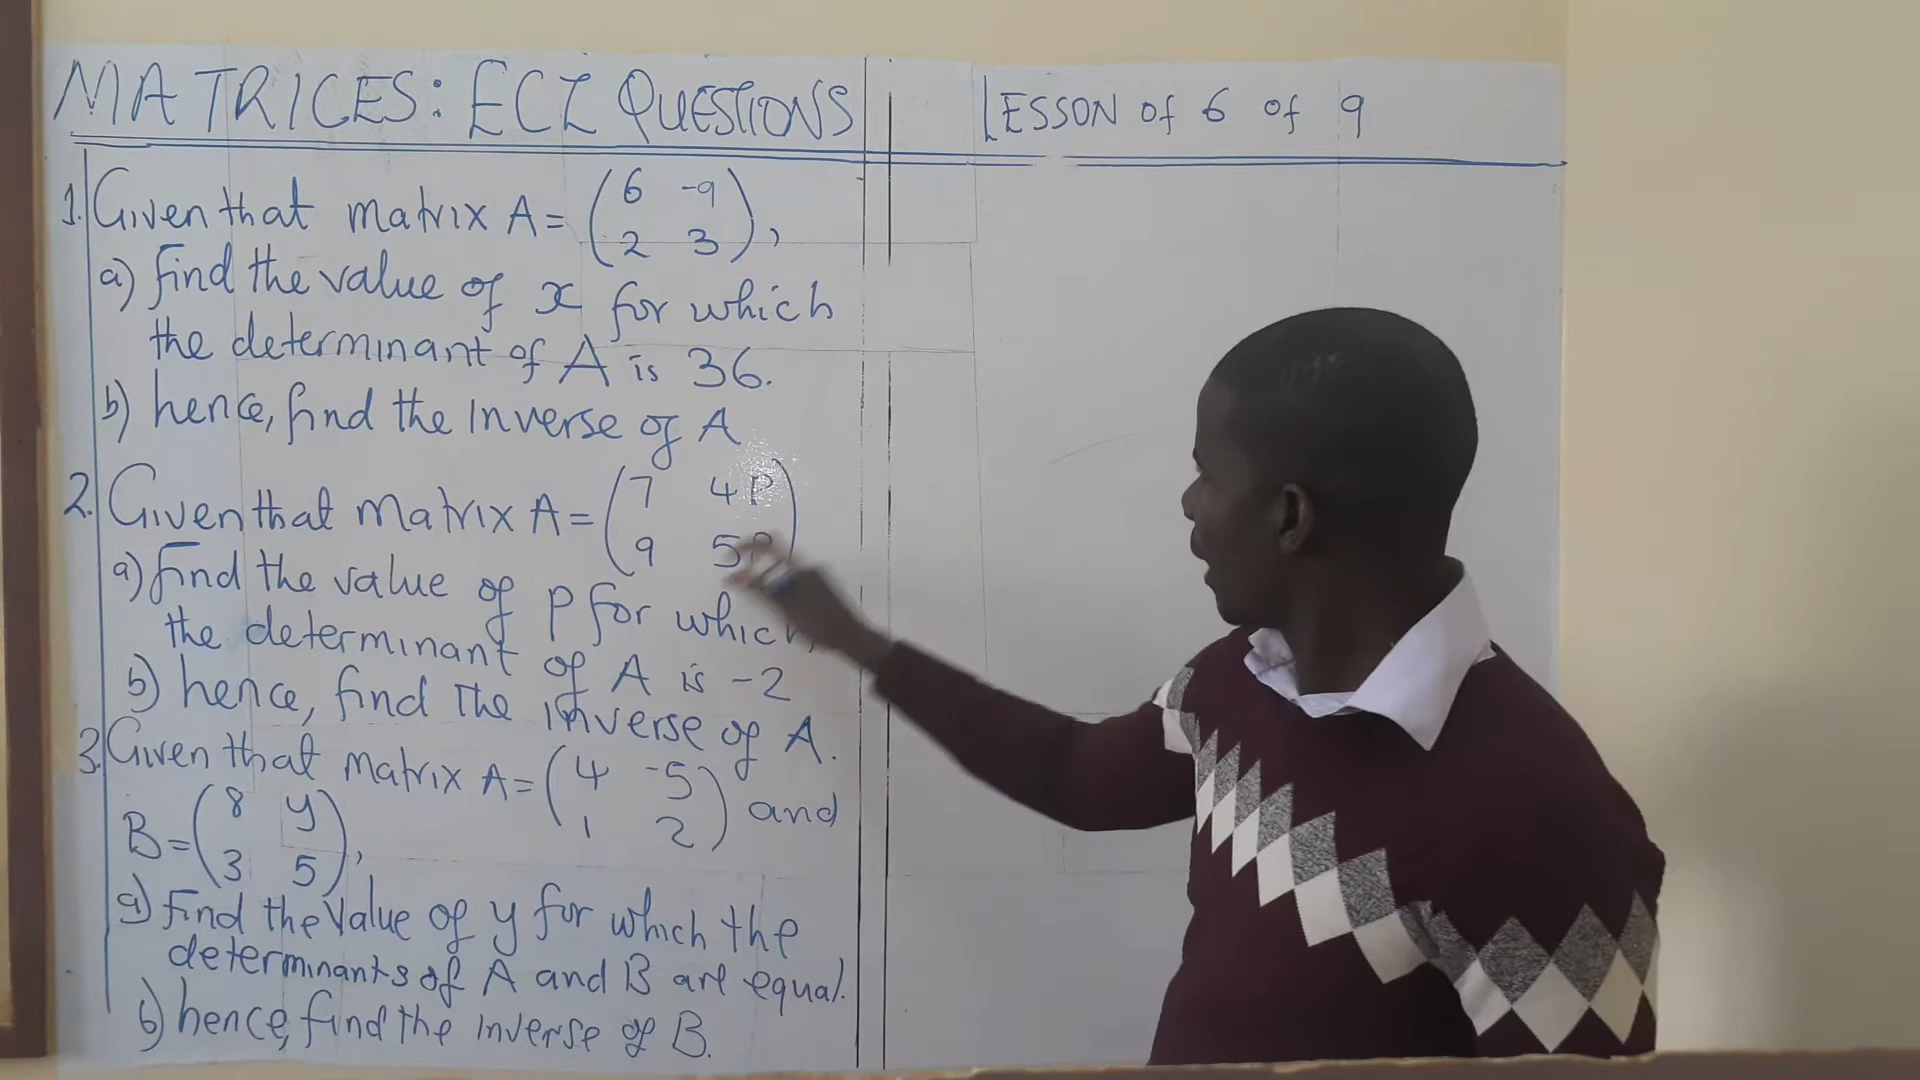 MATRICES: ECZ QUESTIONS
LESSON of 6 of 9
1. Given that matrix A = (6 -9
2 3),
a) find the value of x for which
the determinant of A is 36.
b) hence, find the inverse of A
2. Given that matrix A = (7 4P
9 5P)
a) find the value of p for which
the determinant of A is -2
b) hence, find the inverse of A.
3. Given that matrix A = (4 -5
1 2) and
B = (8 y
3 5),
a) find the value of y for which the
determinants of A and B are equal.
b) hence, find the inverse of B.